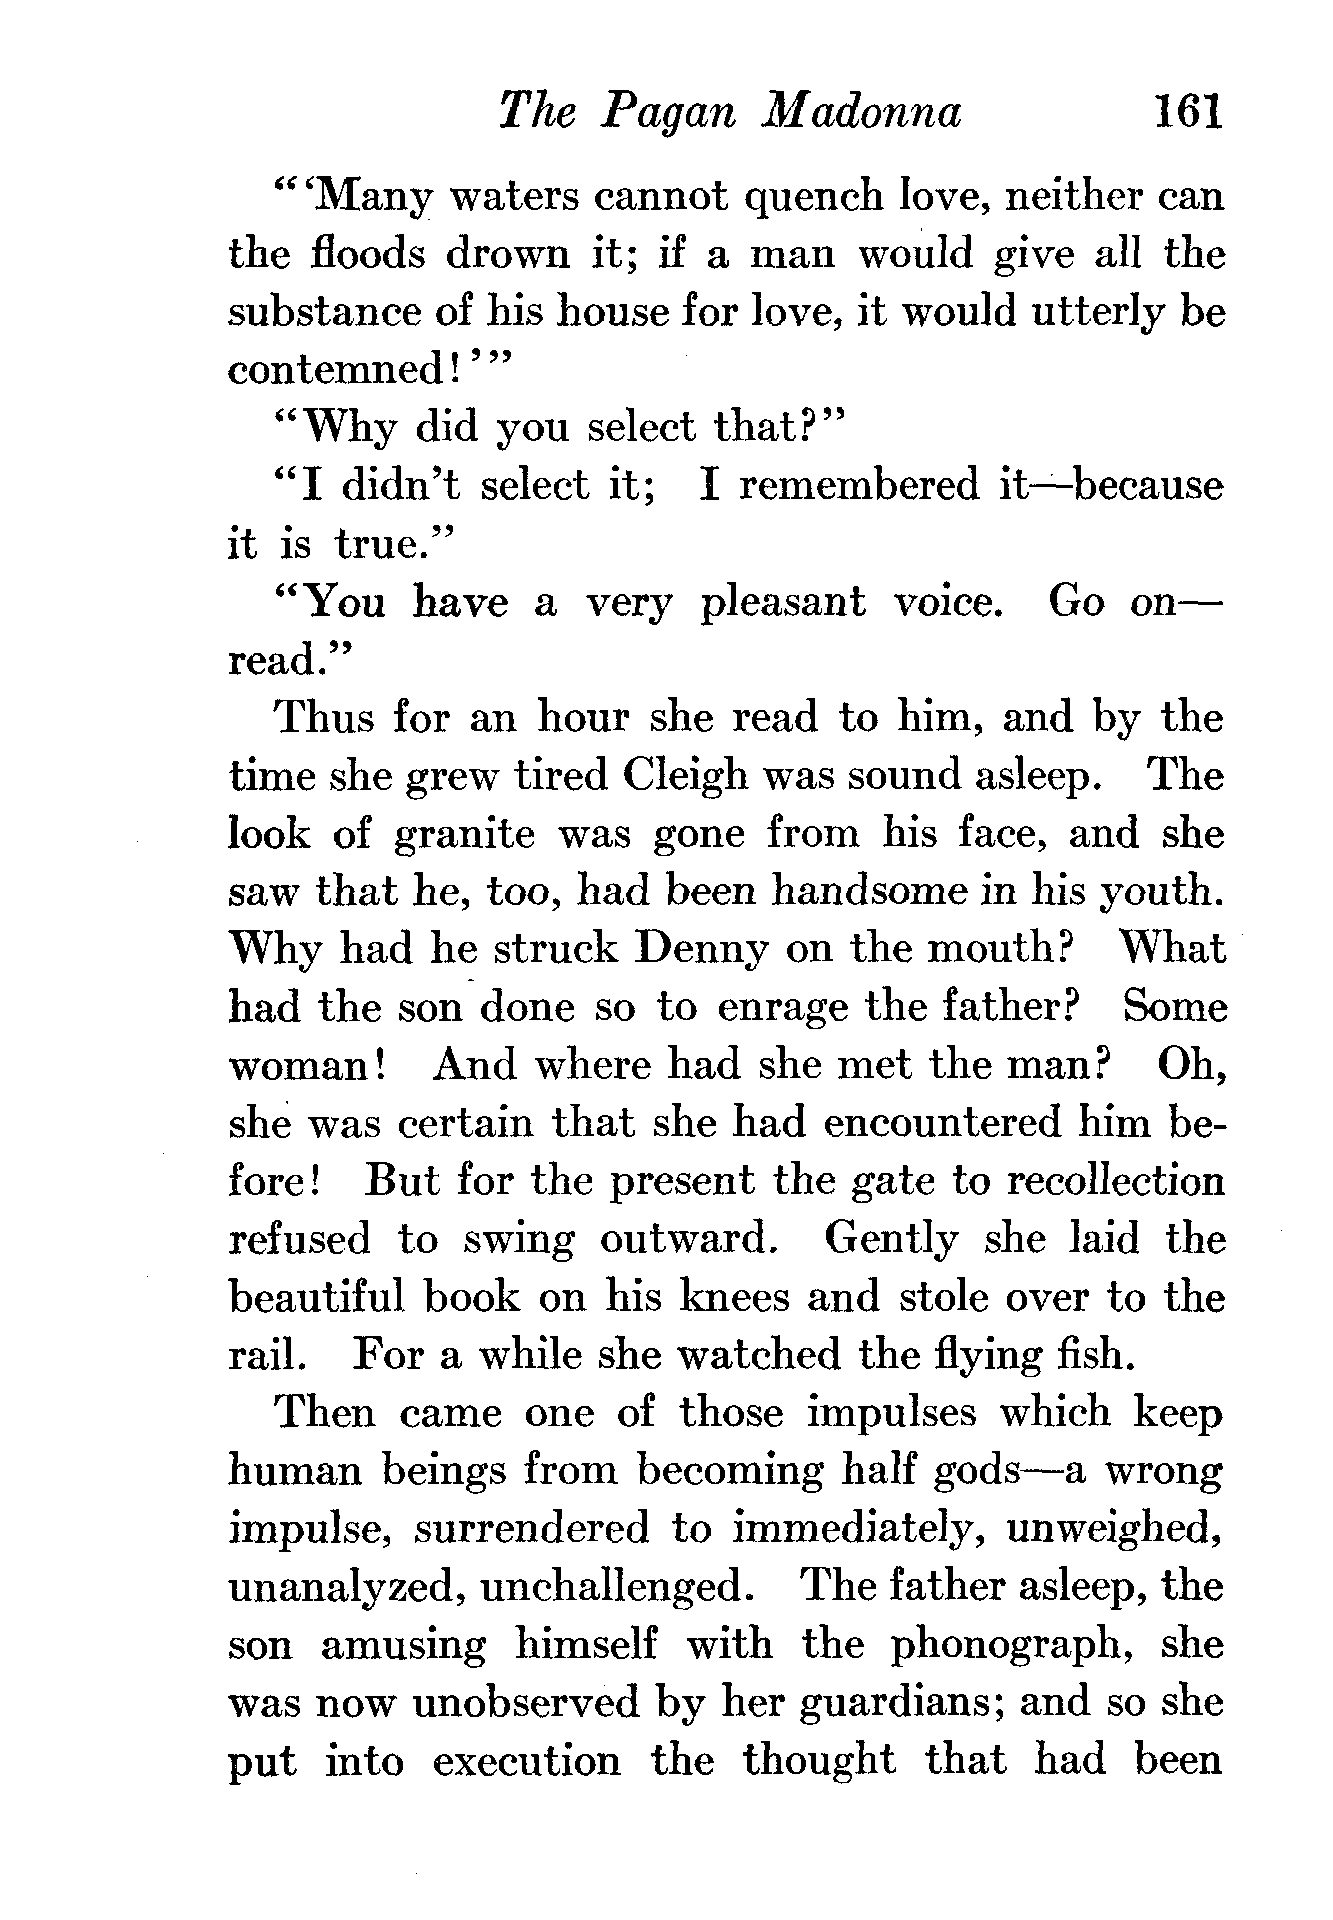 The Pagan Madonna 161
"'Many waters cannot quench love, neither can
the floods drown it; if a man would give all the
substance of his house for love, it would utterly be
contemned!'"
"Why did you select that?"
"I didn't select it; I remembered it—because
it is true."
"You have a very pleasant voice. Go on—
read."
Thus for an hour she read to him, and by the
time she grew tired Cleigh was sound asleep. The
look of granite was gone from his face, and she
saw that he, too, had been handsome in his youth.
Why had he struck Denny on the mouth? What
had the son done so to enrage the father? Some
woman! And where had she met the man? Oh,
she was certain that she had encountered him be-
fore! But for the present the gate to recollection
refused to swing outward. Gently she laid the
beautiful book on his knees and stole over to the
rail. For a while she watched the flying fish.
Then came one of those impulses which keep
human beings from becoming half gods—a wrong
impulse, surrendered to immediately, unweighed,
unanalyzed, unchallenged. The father asleep, the
son amusing himself with the phonograph, she
was now unobserved by her guardians; and so she
put into execution the thought that had been